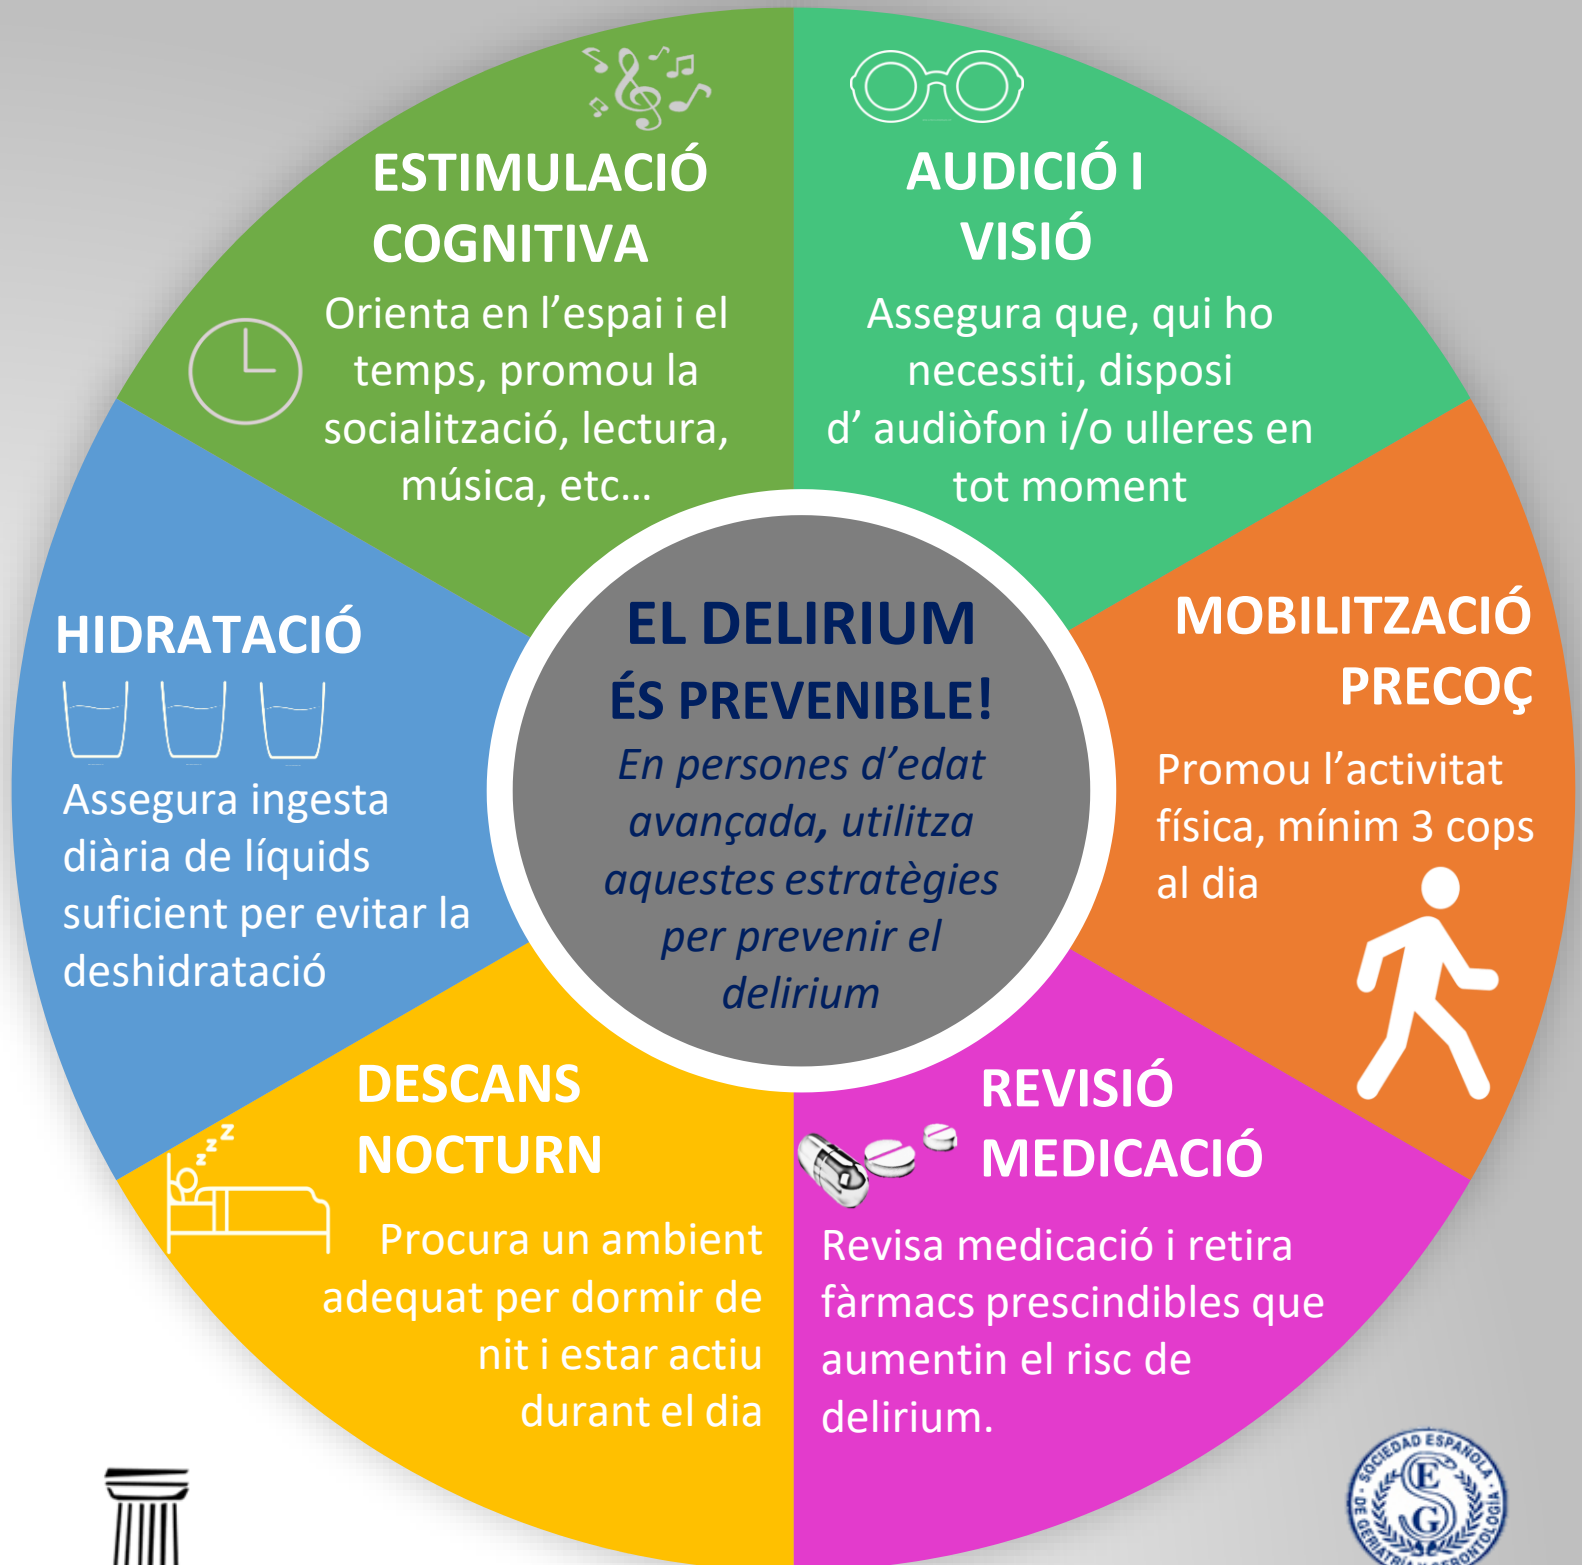 ESTIMULACIÓ
COGNITIVA
Orienta en l’espai i el
temps, promou la
socialització, lectura,
música, etc…
AUDICIÓ I
VISIÓ
Assegura que, qui ho
necessiti, disposi
d’ audiòfon i/o ulleres en
tot moment
MOBILITZACIÓ
PRECOÇ
Promou l’activitat
física, mínim 3 cops
al dia
REVISIÓ
MEDICACIÓ
Revisa medicació i retira
fàrmacs prescindibles que
aumentin el risc de
delirium.
DESCANS
NOCTURN
z z z z
Procura un ambient
adequat per dormir de
nit i estar actiu
durant el dia
HIDRATACIÓ
Assegura ingesta
diària de líquids
suficient per evitar la
deshidratació
EL DELIRIUM
ÉS PREVENIBLE!
En persones d’edat
avançada, utilitza
aquestes estratègies
per prevenir el
delirium
SOCIEDAD ESPAÑOLA
DE GERIATRÍA Y GERONTOLOGÍA
S E G